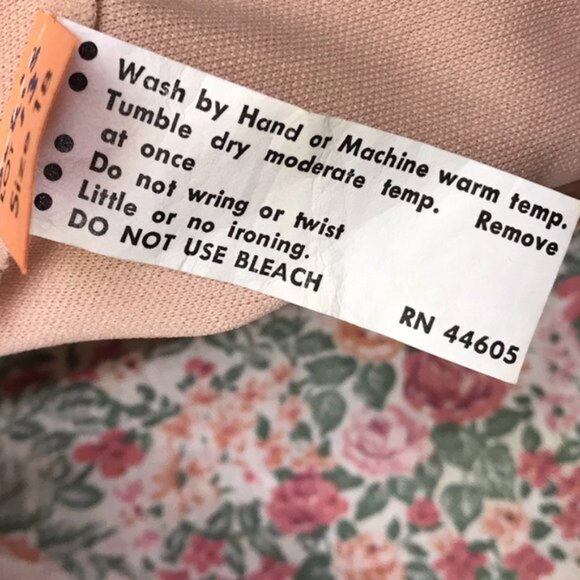 ● Wash by Hand or Machine warm temp.
● Tumble dry moderate temp. Remove
at once
● Do not wring or twist
● Little or no ironing.
● DO NOT USE BLEACH
RN 44605